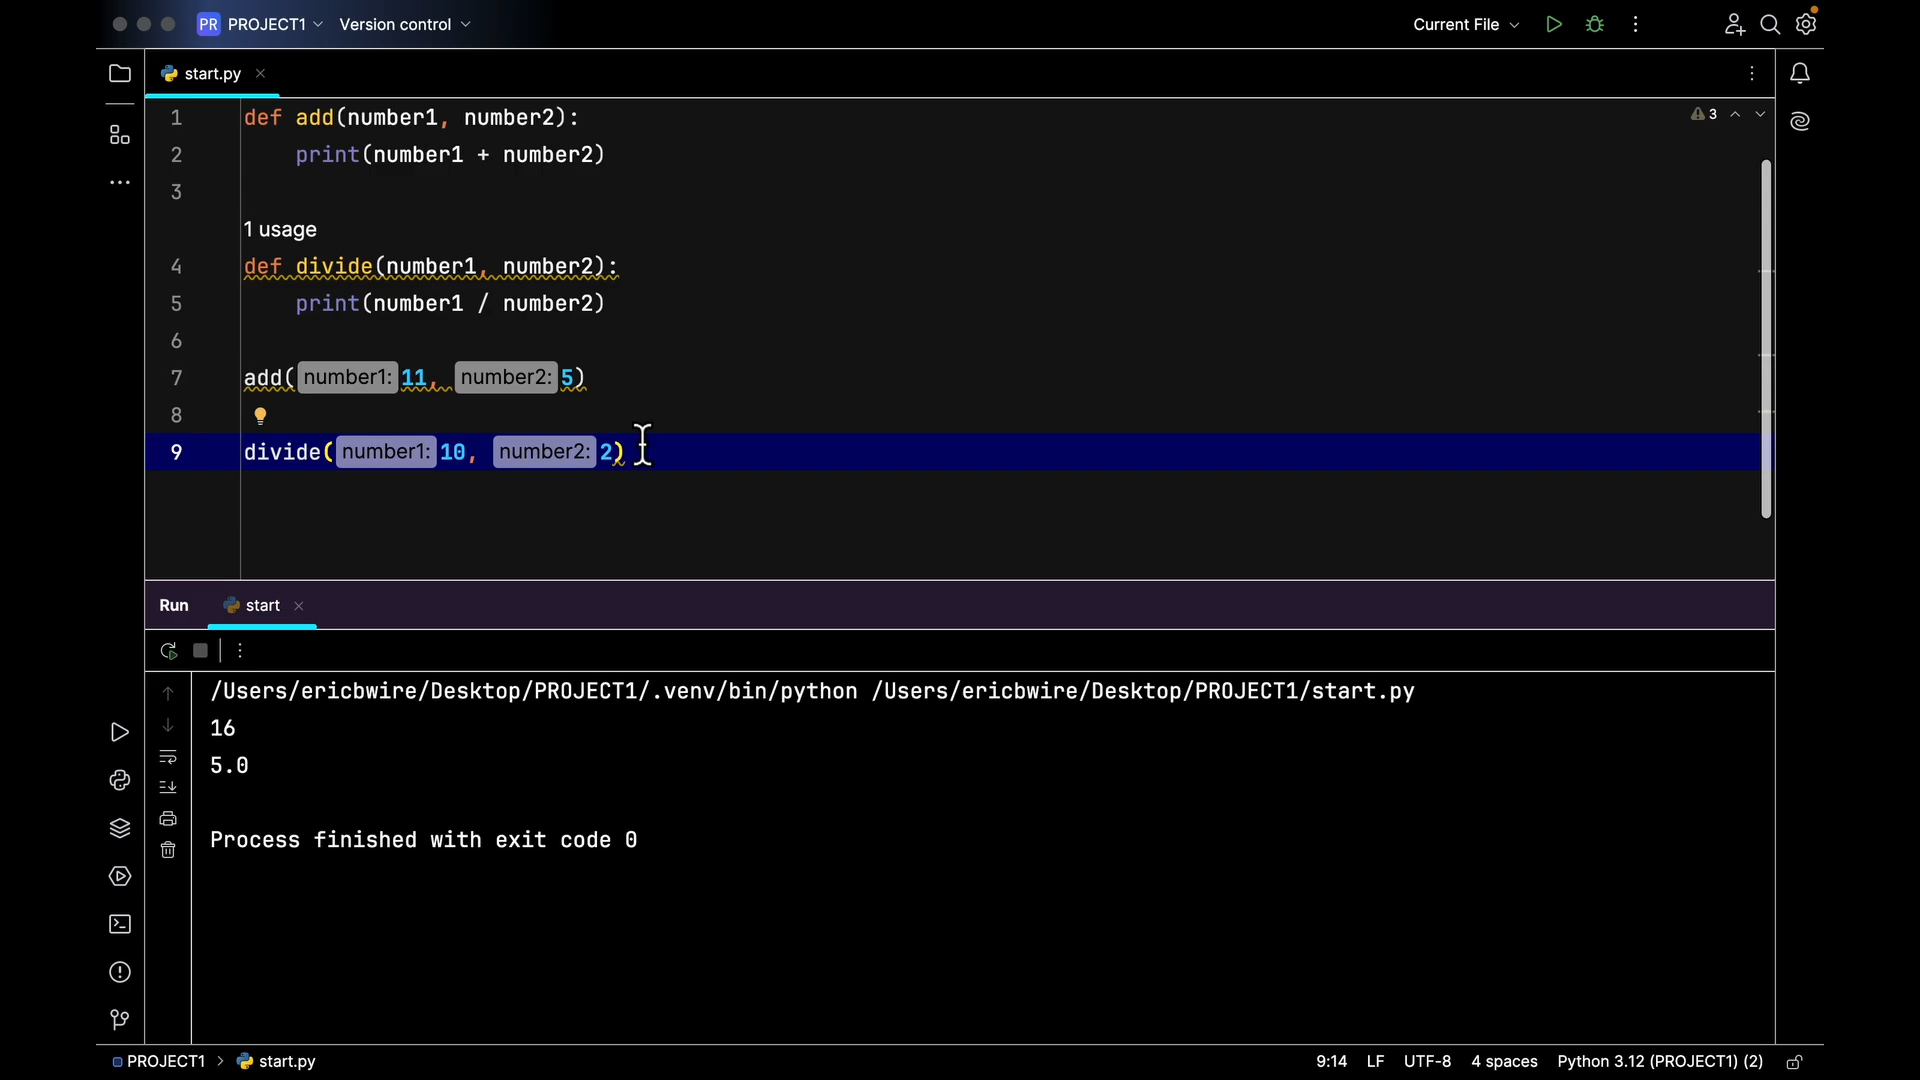 PR PROJECT1 Version control Current File
start.py
3
1 def add(number1, number2):
2 print(number1 + number2)
3
1 usage
4 def divide(number1, number2):
5 print(number1 / number2)
6
7 add( number1: 11, number2: 5)
8
9 divide( number1: 10, number2: 2)
Run start
/Users/ericbwire/Desktop/PROJECT1/.venv/bin/python /Users/ericbwire/Desktop/PROJECT1/start.py
16
5.0
Process finished with exit code 0
PROJECT1 > start.py 9:14 LF UTF-8 4 spaces Python 3.12 (PROJECT1) (2)